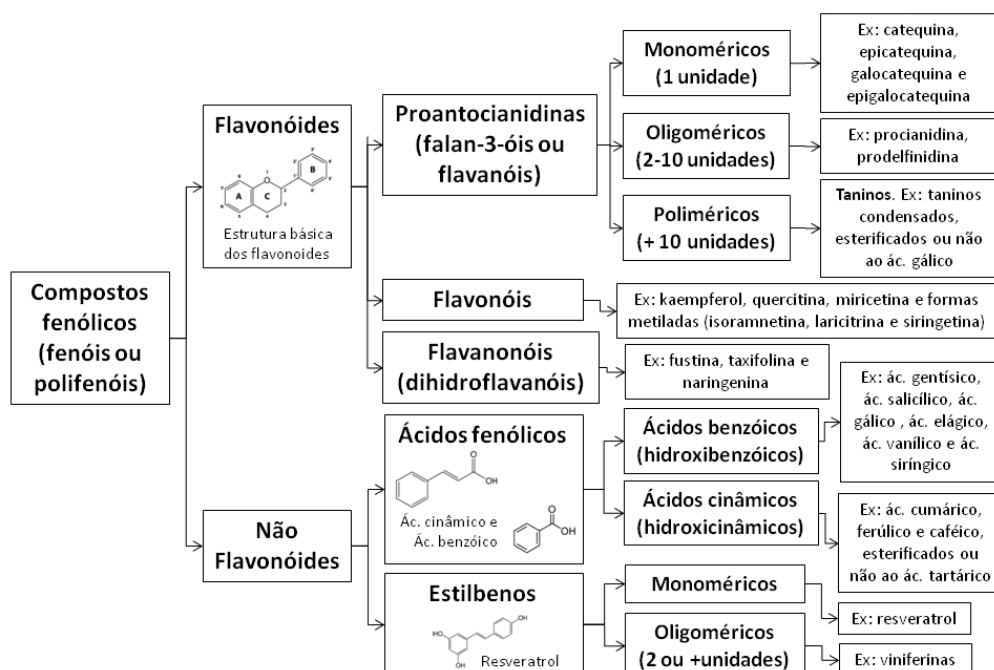 Compostos
fenólicos
(fenóis ou
polifenóis)
Flavonóides
A
C
B
O
Estrutura básica
dos flavonoides
Proantocianidinas
(falan-3-óis ou
flavanóis)
Monoméricos
(1 unidade)
Ex: catequina,
epicatequina,
galocatequina e
epigalocatequina
Oligoméricos
(2-10 unidades)
Ex: procianidina,
prodelfinidina
Poliméricos
(+ 10 unidades)
Taninos. Ex: taninos
condensados,
esterificados ou não
ao ác. gálico
Flavonóis
Ex: kaempferol, quercitina, miricetina e formas
metiladas (isoramnetina, laricitrina e siringetina)
Flavanonóis
(dihidroflavanóis)
Ex: fustina, taxifolina e
naringenina
Não
Flavonóides
Ácidos fenólicos
O
OH
Ác. cinâmico e
Ác. benzóico
O
OH
Ácidos benzóicos
(hidroxibenzóicos)
Ex: ác. gentísico,
ác. salicílico, ác.
gálico , ác. elágico,
ác. vanílico e ác.
siríngico
Ácidos cinâmicos
(hidroxicinâmicos)
Ex: ác. cumárico,
ferúlico e caféico,
esterificados ou
não ao ác. tartárico
Estilbenos
OH
HO
OH
Resveratrol
Monoméricos
Ex: resveratrol
Oligoméricos
(2 ou +unidades)
Ex: viniferinas